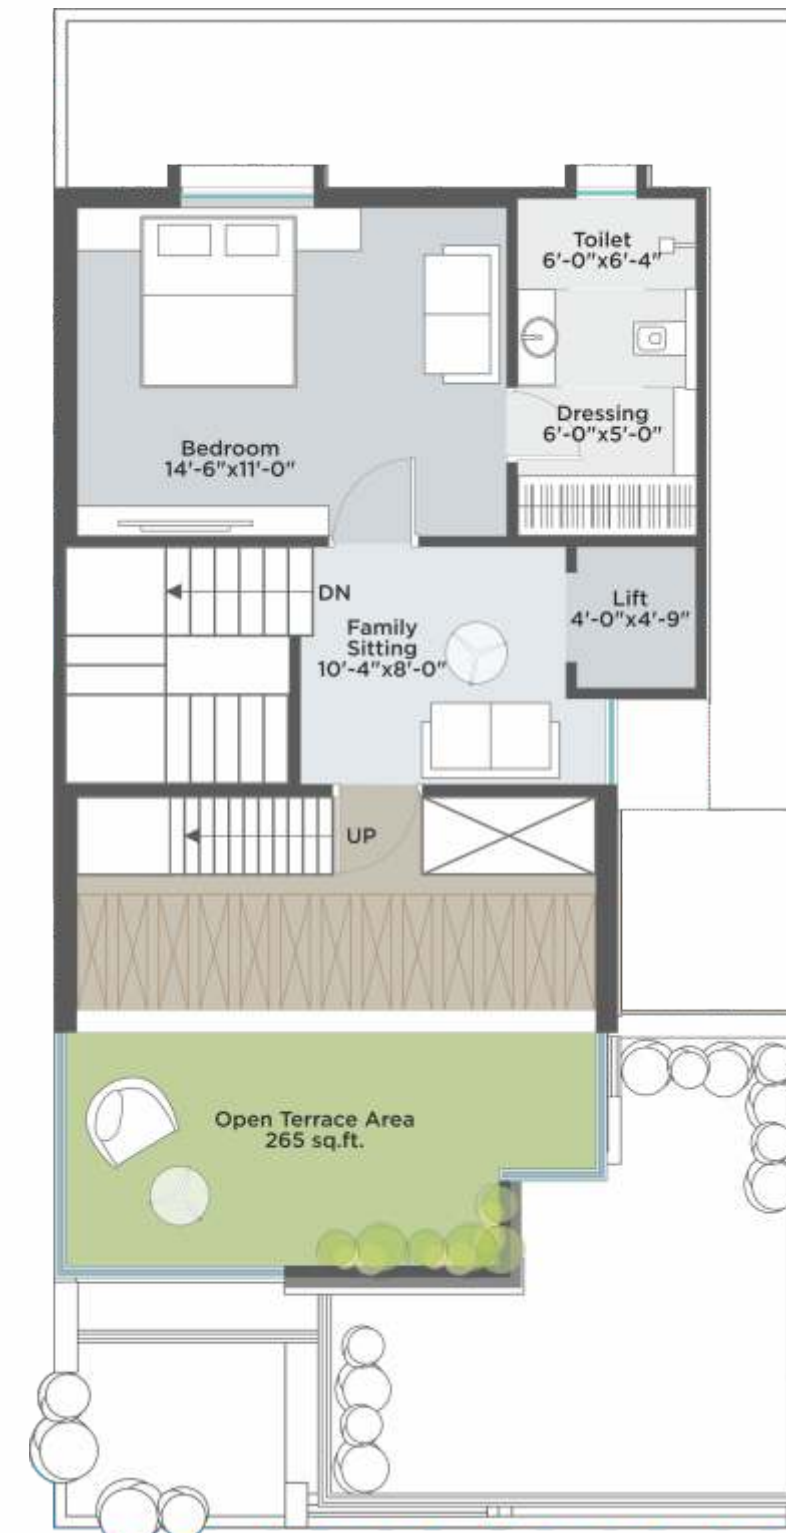 Toilet
6'-0"x6'-4"
Dressing
6'-0"x5'-0"
Bedroom
14'-6"x11'-0"
DN
Lift
4'-0"x4'-9"
Family
Sitting
10'-4"x8'-0"
UP
Open Terrace Area
265 sq.ft.